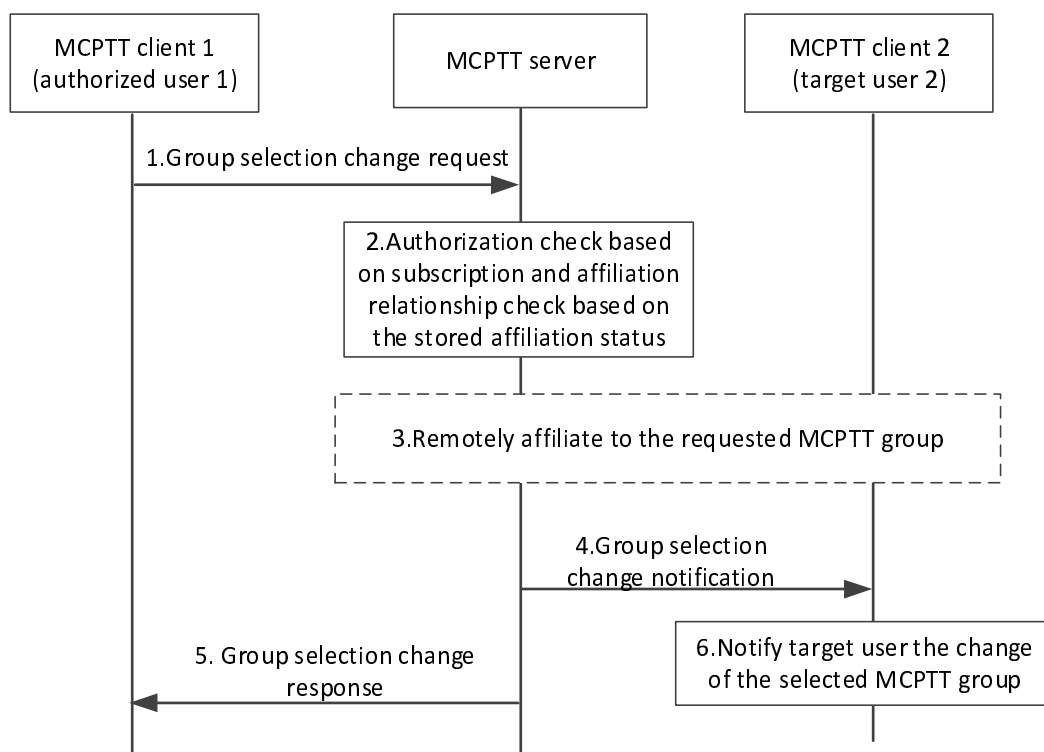 MCPTT client 1
(authorized user 1)
MCPTT server
MCPTT client 2
(target user 2)
1.Group selection change request
2.Authorization check based
on subscription and affiliation
relationship check based on
the stored affiliation status
3.Remotely affiliate to the requested MCPTT group
4.Group selection
change notification
5. Group selection change
response
6.Notify target user the change
of the selected MCPTT group